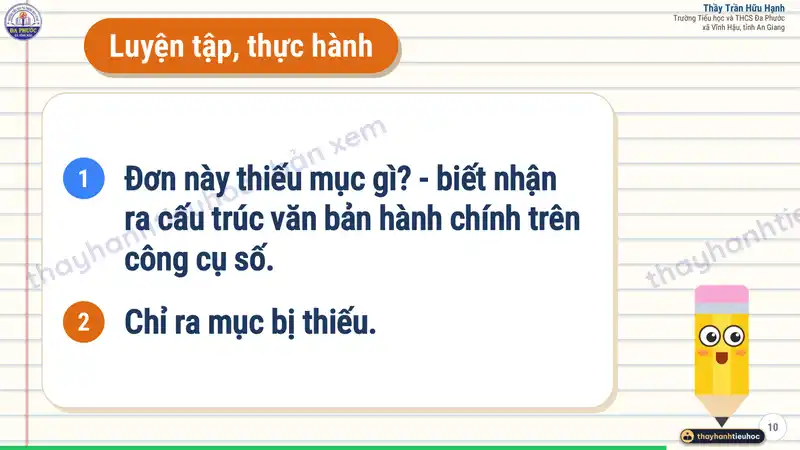 Thầy Trần Hữu Hạnh
Trường Tiểu học và THCS Đa Phước
xã Vĩnh Hậu, tỉnh An Giang
ĐA PHƯỚC
Luyện tập, thực hành
1 Đơn này thiếu mục gì? - biết nhận
ra cấu trúc văn bản hành chính trên
công cụ số.
2 Chỉ ra mục bị thiếu.
thayhanhtieuhoc
10